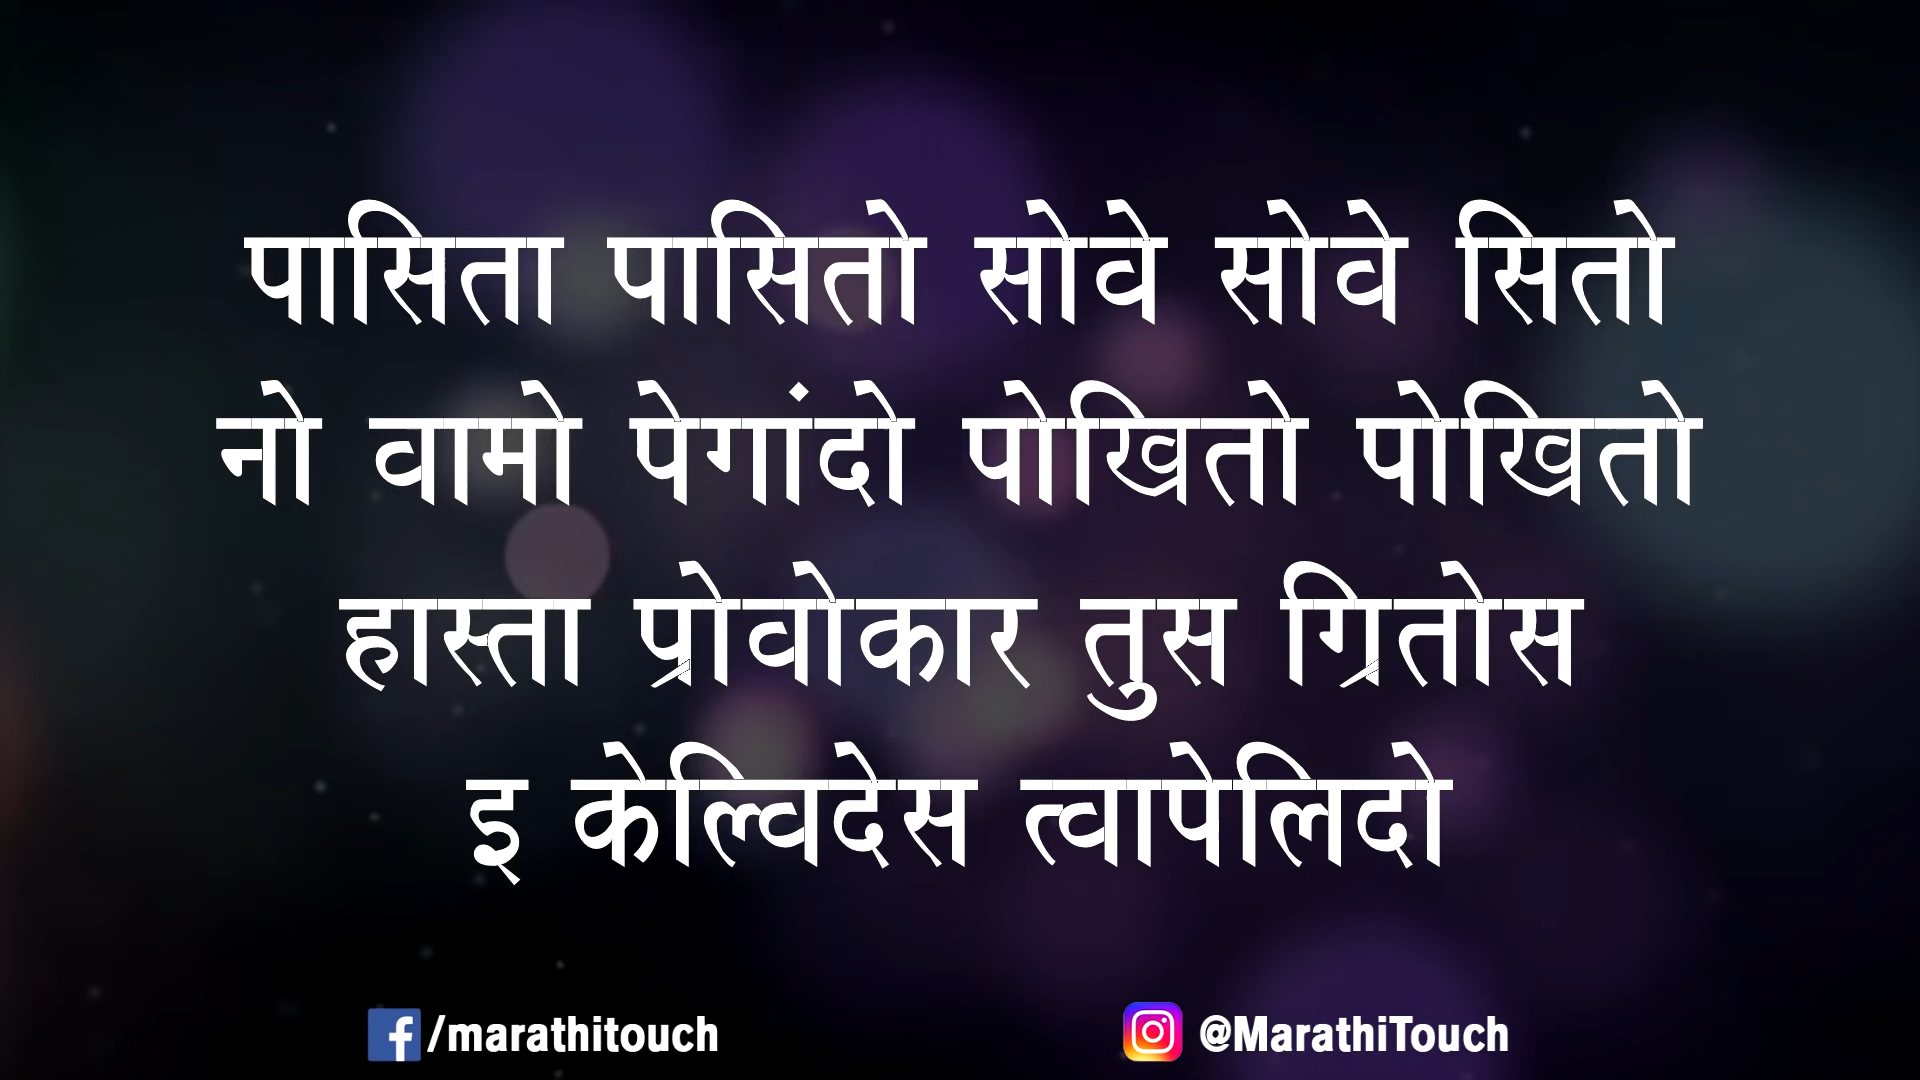 पासिता पासितो सोवे सोवे सितो
नो वामो पेगांदो पोखितो पोखितो
हास्ता प्रोवोकार तुस ग्रितोस
इ केल्विदेस त्वापेलिदो
/marathitouch
@MarathiTouch